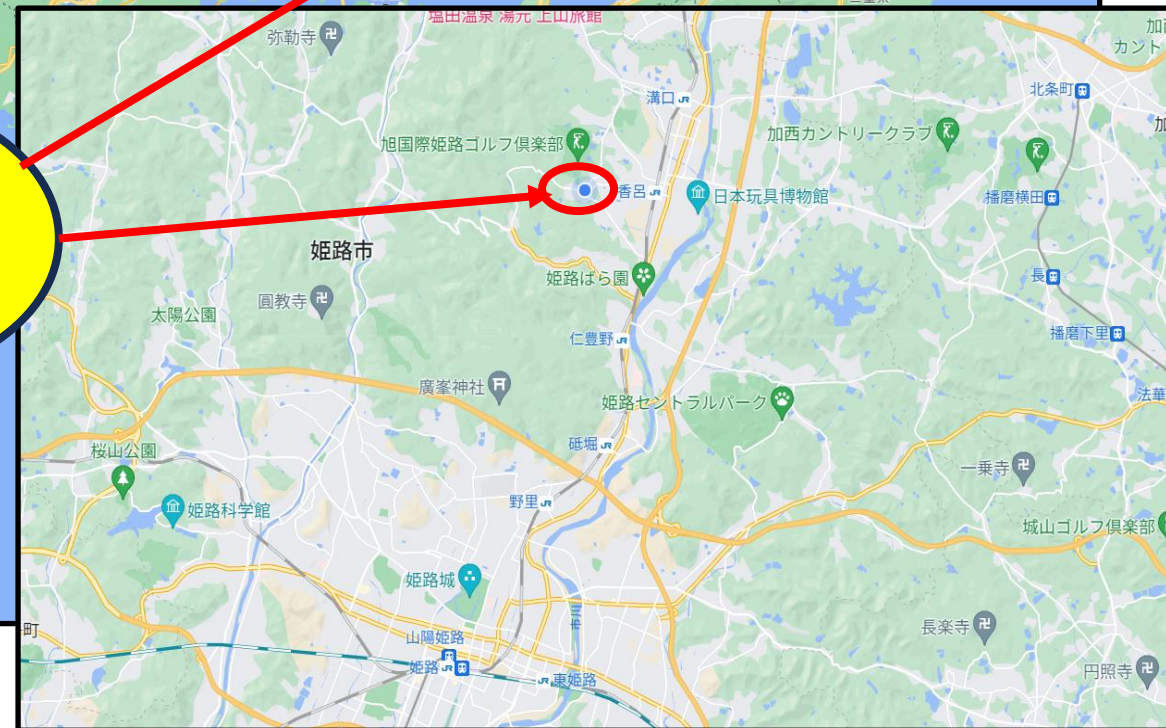 塩田温泉 湯元 上山旅館
弥勒寺
加西
カント
溝口
北条町
旭国際姫路ゴルフ倶楽部
加西カントリークラブ
香呂
日本玩具博物館
播磨横田
姫路市
姫路ばら園
長
圓教寺
太陽公園
仁豊野
播磨下里
廣峯神社
姫路セントラルパーク
法華
砥堀
桜山公園
一乗寺
野里
姫路科学館
城山ゴルフ倶楽部
姫路城
市川
町
山陽姫路
長楽寺
姫路
東姫路
円照寺